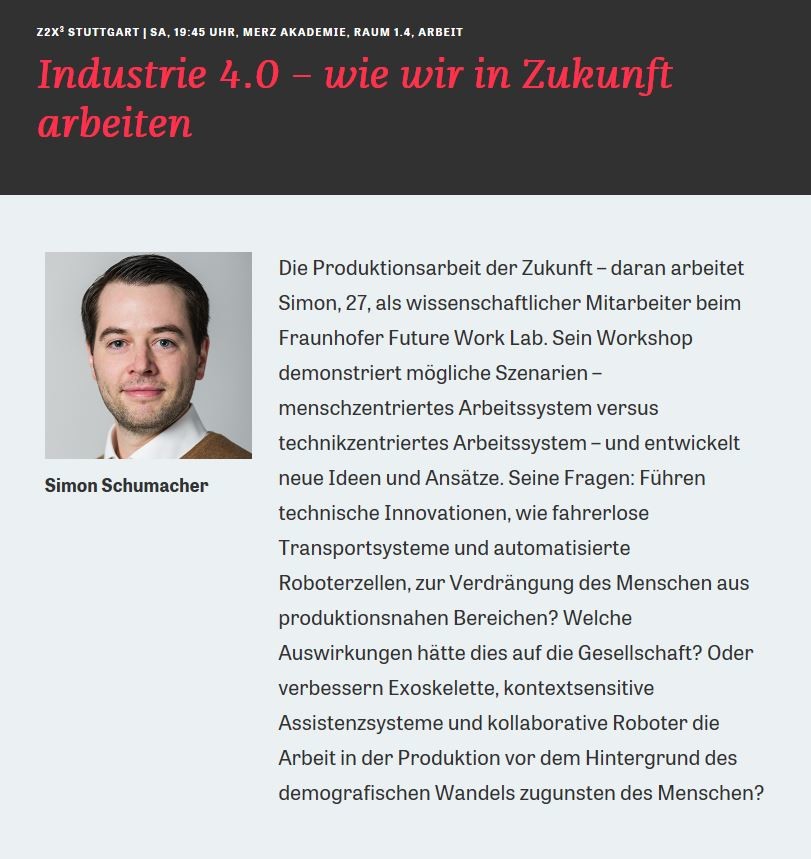 Z2X³ STUTTGART | SA, 19:45 UHR, MERZ AKADEMIE, RAUM 1.4, ARBEIT
Industrie 4.0 – wie wir in Zukunft
arbeiten
Simon Schumacher
Die Produktionsarbeit der Zukunft – daran arbeitet
Simon, 27, als wissenschaftlicher Mitarbeiter beim
Fraunhofer Future Work Lab. Sein Workshop
demonstriert mögliche Szenarien –
menschzentriertes Arbeitssystem versus
technikzentriertes Arbeitssystem – und entwickelt
neue Ideen und Ansätze. Seine Fragen: Führen
technische Innovationen, wie fahrerlose
Transportsysteme und automatisierte
Roboterzellen, zur Verdrängung des Menschen aus
produktionsnahen Bereichen? Welche
Auswirkungen hätte dies auf die Gesellschaft? Oder
verbessern Exoskelette, kontextsensitive
Assistenzsysteme und kollaborative Roboter die
Arbeit in der Produktion vor dem Hintergrund des
demografischen Wandels zugunsten des Menschen?